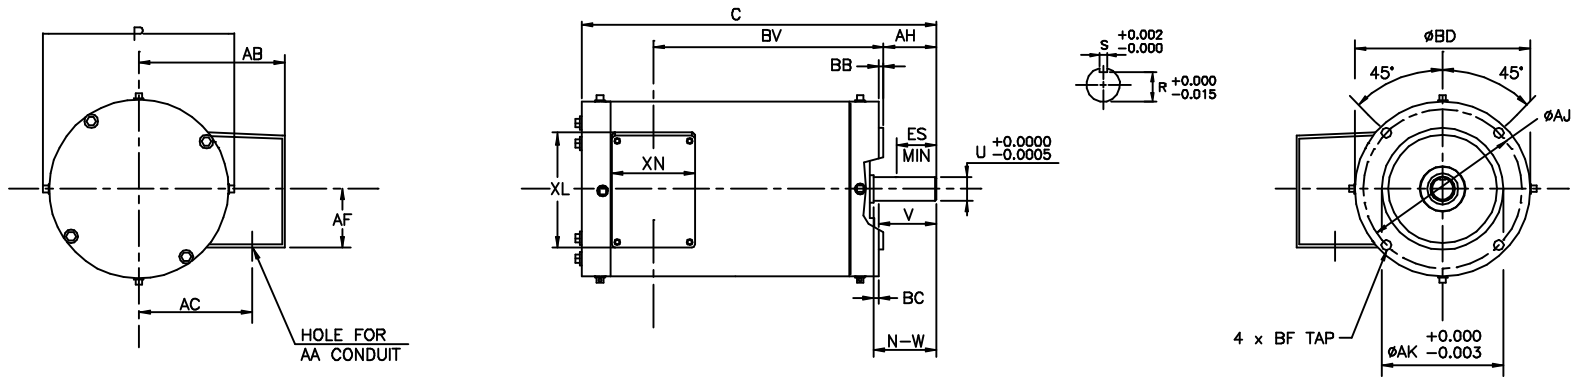 P
AB
AF
AC
HOLE FOR
AA CONDUIT
C
BV
AH
BB
XN
XL
ES
MIN
U +0.0000
-0.0005
V
BC
N-W
S +0.002
-0.000
R +0.000
-0.015
øBD
45°
45°
øAJ
4 x BF TAP
øAK +0.000
-0.003